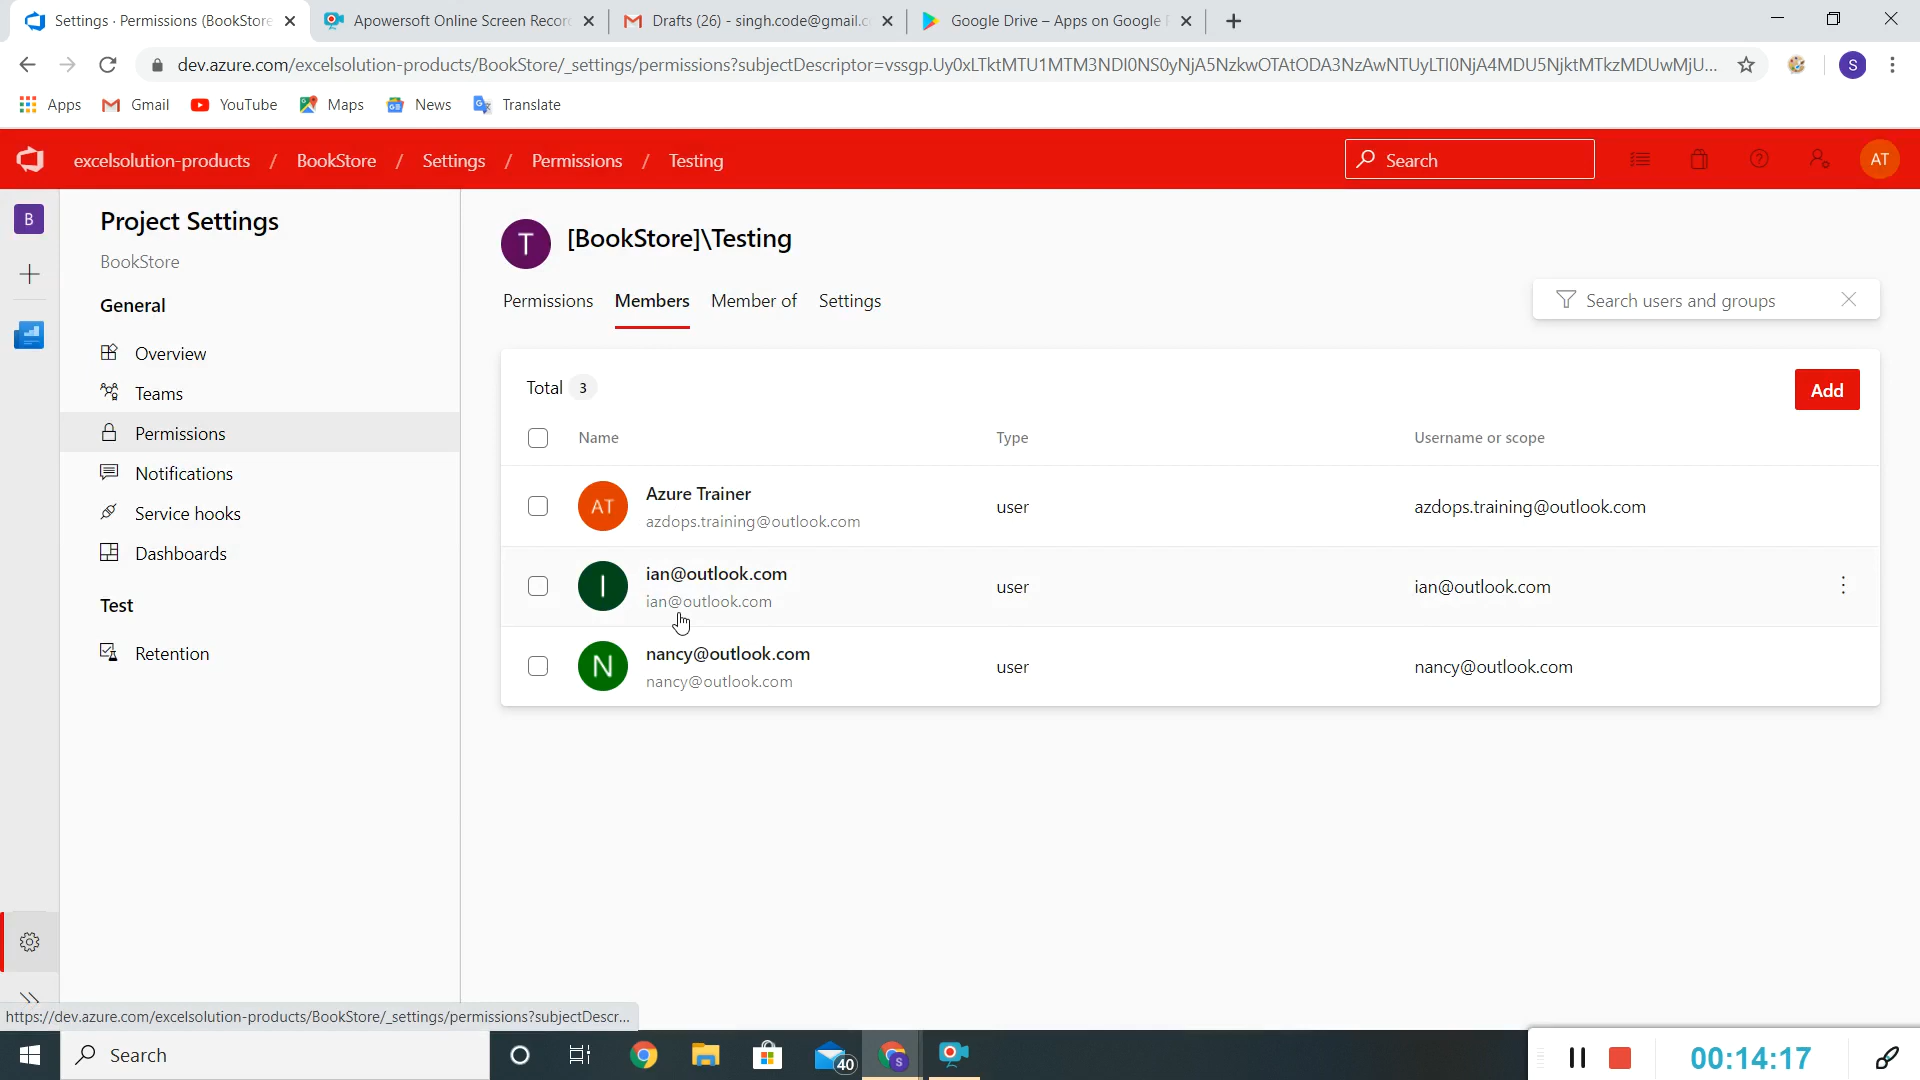 Settings · Permissions (BookStore
Apowersoft Online Screen Recor
Drafts (26) - singh.code@gmail.c
Google Drive – Apps on Google P
dev.azure.com/excelsolution-products/BookStore/_settings/permissions?subjectDescriptor=vssgp.Uy0xLTktMTU1MTM3NDI0NS0yNjA5NzkwOTAtODA3NzAwNTUyLTI0NjA4MDU5NjktMTkzMDUwMjU...
S
Apps
Gmail
YouTube
Maps
News
Translate
excelsolution-products / BookStore / Settings / Permissions / Testing
Search
AT
B
Project Settings
BookStore
General
Overview
Teams
Permissions
Notifications
Service hooks
Dashboards
Test
Retention
T
[BookStore]\Testing
Permissions
Members
Member of
Settings
Search users and groups
Total 3
Add
Name
Type
Username or scope
AT
Azure Trainer
azdops.training@outlook.com
user
azdops.training@outlook.com
I
ian@outlook.com
ian@outlook.com
user
ian@outlook.com
N
nancy@outlook.com
nancy@outlook.com
user
nancy@outlook.com
https://dev.azure.com/excelsolution-products/BookStore/_settings/permissions?subjectDescr...
Search
40
S
00:14:17